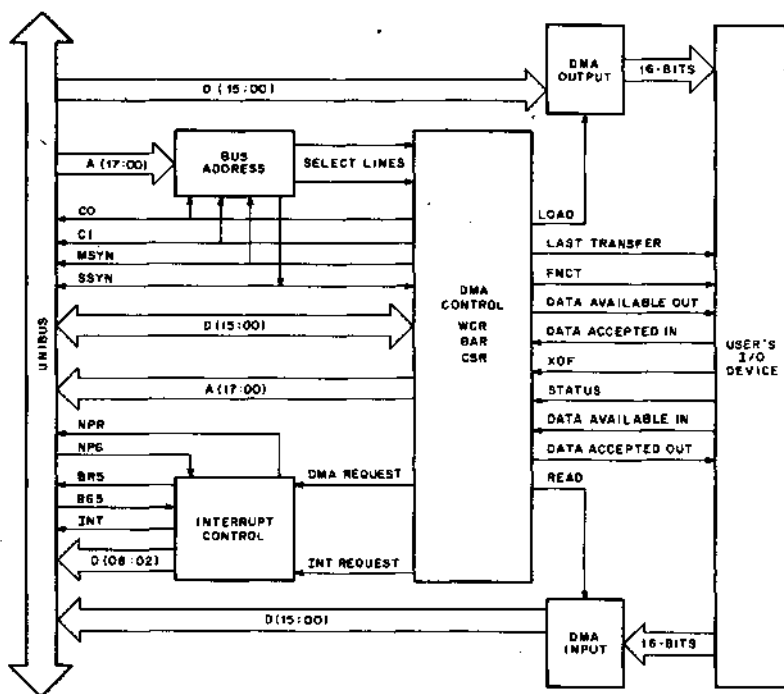 DMA
OUTPUT
16-BITS
D (15:00)
BUS
ADDRESS
A (17:00)
SELECT LINES
C0
LOAD
C1
LAST TRANSFER
MSYN
SSYN
FNCT
DMA
CONTROL
WCR
BAR
CSR
DATA AVAILABLE OUT
D(15:00)
DATA ACCEPTED IN
UNIBUS
USER'S
I/O
DEVICE
XOF
A(17:00)
STATUS
NPR
DATA AVAILABLE IN
NPG
DATA ACCEPTED OUT
BR5
DMA REQUEST
READ
BG5
INT
INTERRUPT
CONTROL
D(08:02)
INT REQUEST
D(15:00)
DMA
INPUT
16-BITS